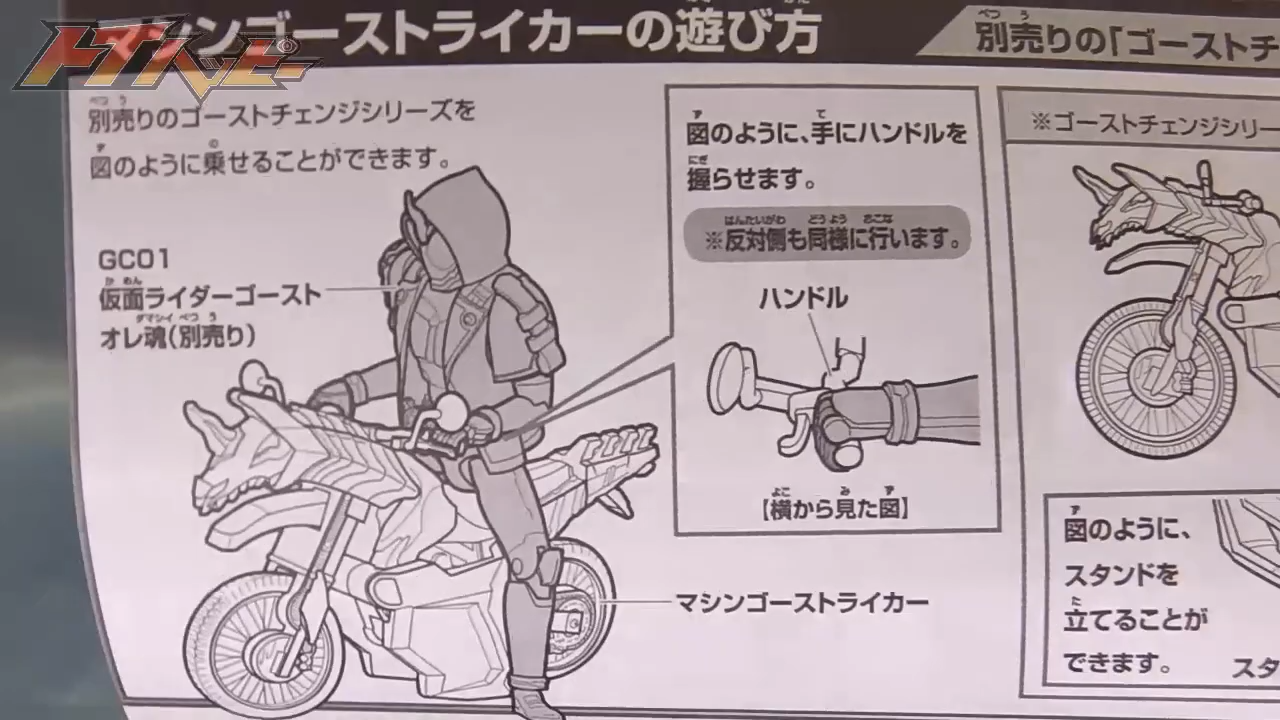 トイハッピー
マシンゴーストライカーの遊び方
別売りの「ゴーストチ
別売りのゴーストチェンジシリーズを
図のように乗せることができます。
GC01
仮面ライダーゴースト
オレ魂(別売り)
図のように、手にハンドルを
握らせます。
※反対側も同様に行います。
ハンドル
【横から見た図】
マシンゴーストライカー
※ゴーストチェンジシリー
図のように、
スタンドを
立てることが
できます。
スタ